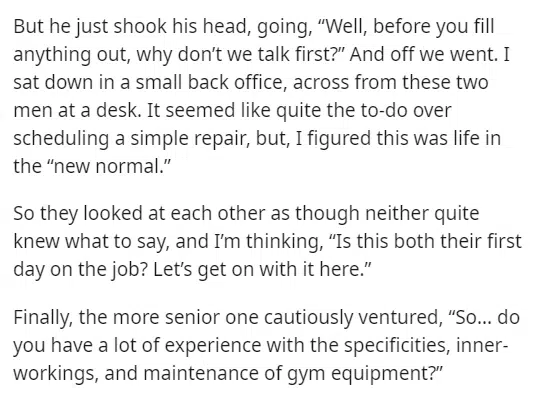 But he just shook his head, going, “Well, before you fill
anything out, why don’t we talk first?” And off we went. I
sat down in a small back office, across from these two
men at a desk. It seemed like quite the to-do over
scheduling a simple repair, but, I figured this was life in
the “new normal.”
So they looked at each other as though neither quite
knew what to say, and I’m thinking, “Is this both their first
day on the job? Let’s get on with it here.”
Finally, the more senior one cautiously ventured, “So... do
you have a lot of experience with the specificities, inner-
workings, and maintenance of gym equipment?”